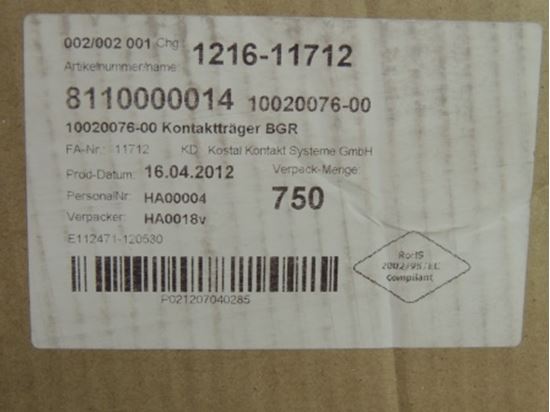 002/002 001 Chg: 1216-11712
Artikelnummer/name:
8110000014 10020076-00
10020076-00 Kontaktträger BGR
FA-Nr.: 11712 KD Kostal Kontakt Systeme GmbH
Prod-Datum: 16.04.2012 Verpack-Menge:
PersonalNr: HA00004 750
Verpacker: HA0018v
E112471-120530
P021207040285
RoHS
2002/95/EC
Compliant